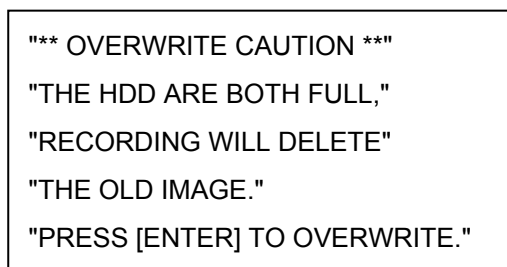 "** OVERWRITE CAUTION **"
"THE HDD ARE BOTH FULL,"
"RECORDING WILL DELETE"
"THE OLD IMAGE."
"PRESS [ENTER] TO OVERWRITE."